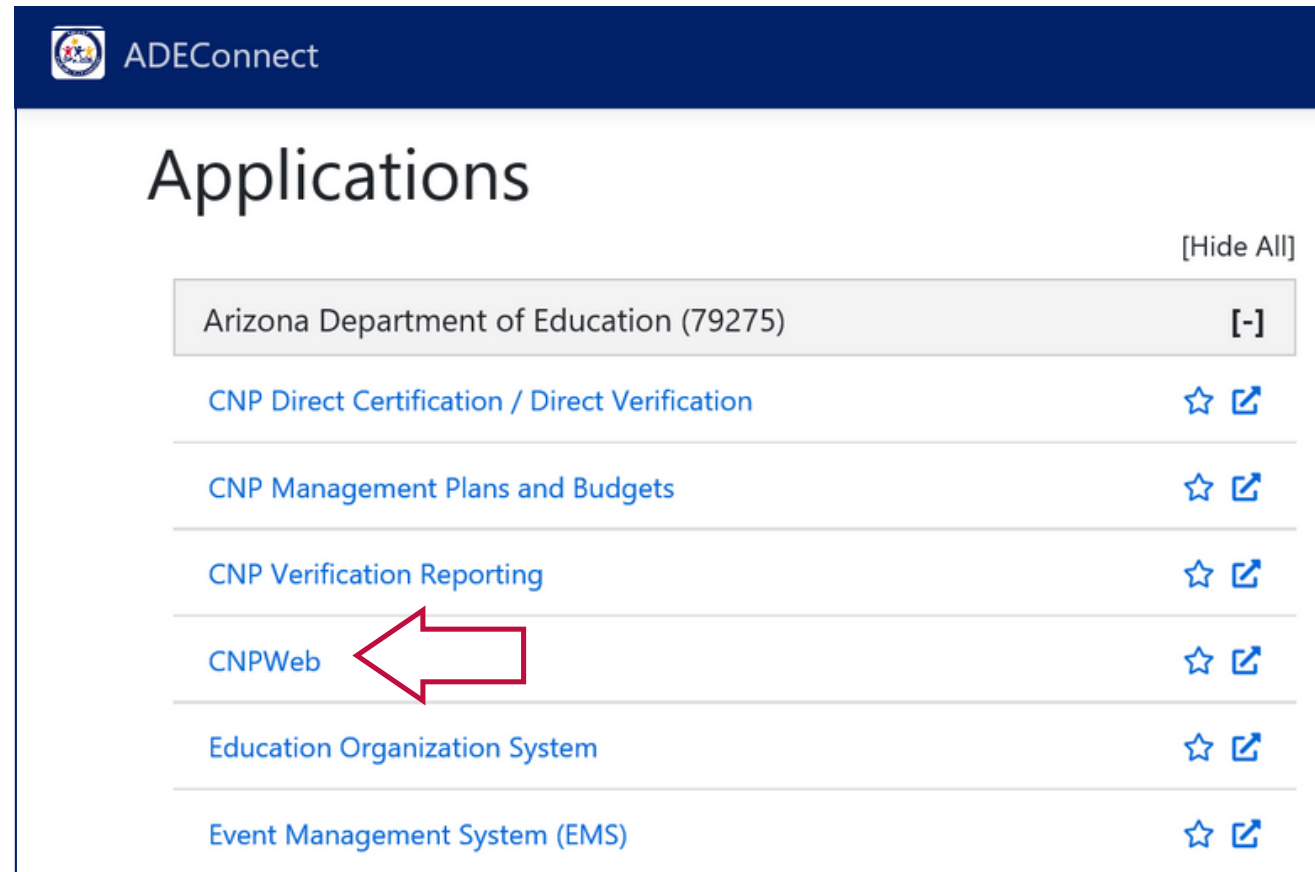 ADEConnect
Applications
[Hide All]
Arizona Department of Education (79275) [-]
CNP Direct Certification / Direct Verification
CNP Management Plans and Budgets
CNP Verification Reporting
CNPWeb
Education Organization System
Event Management System (EMS)